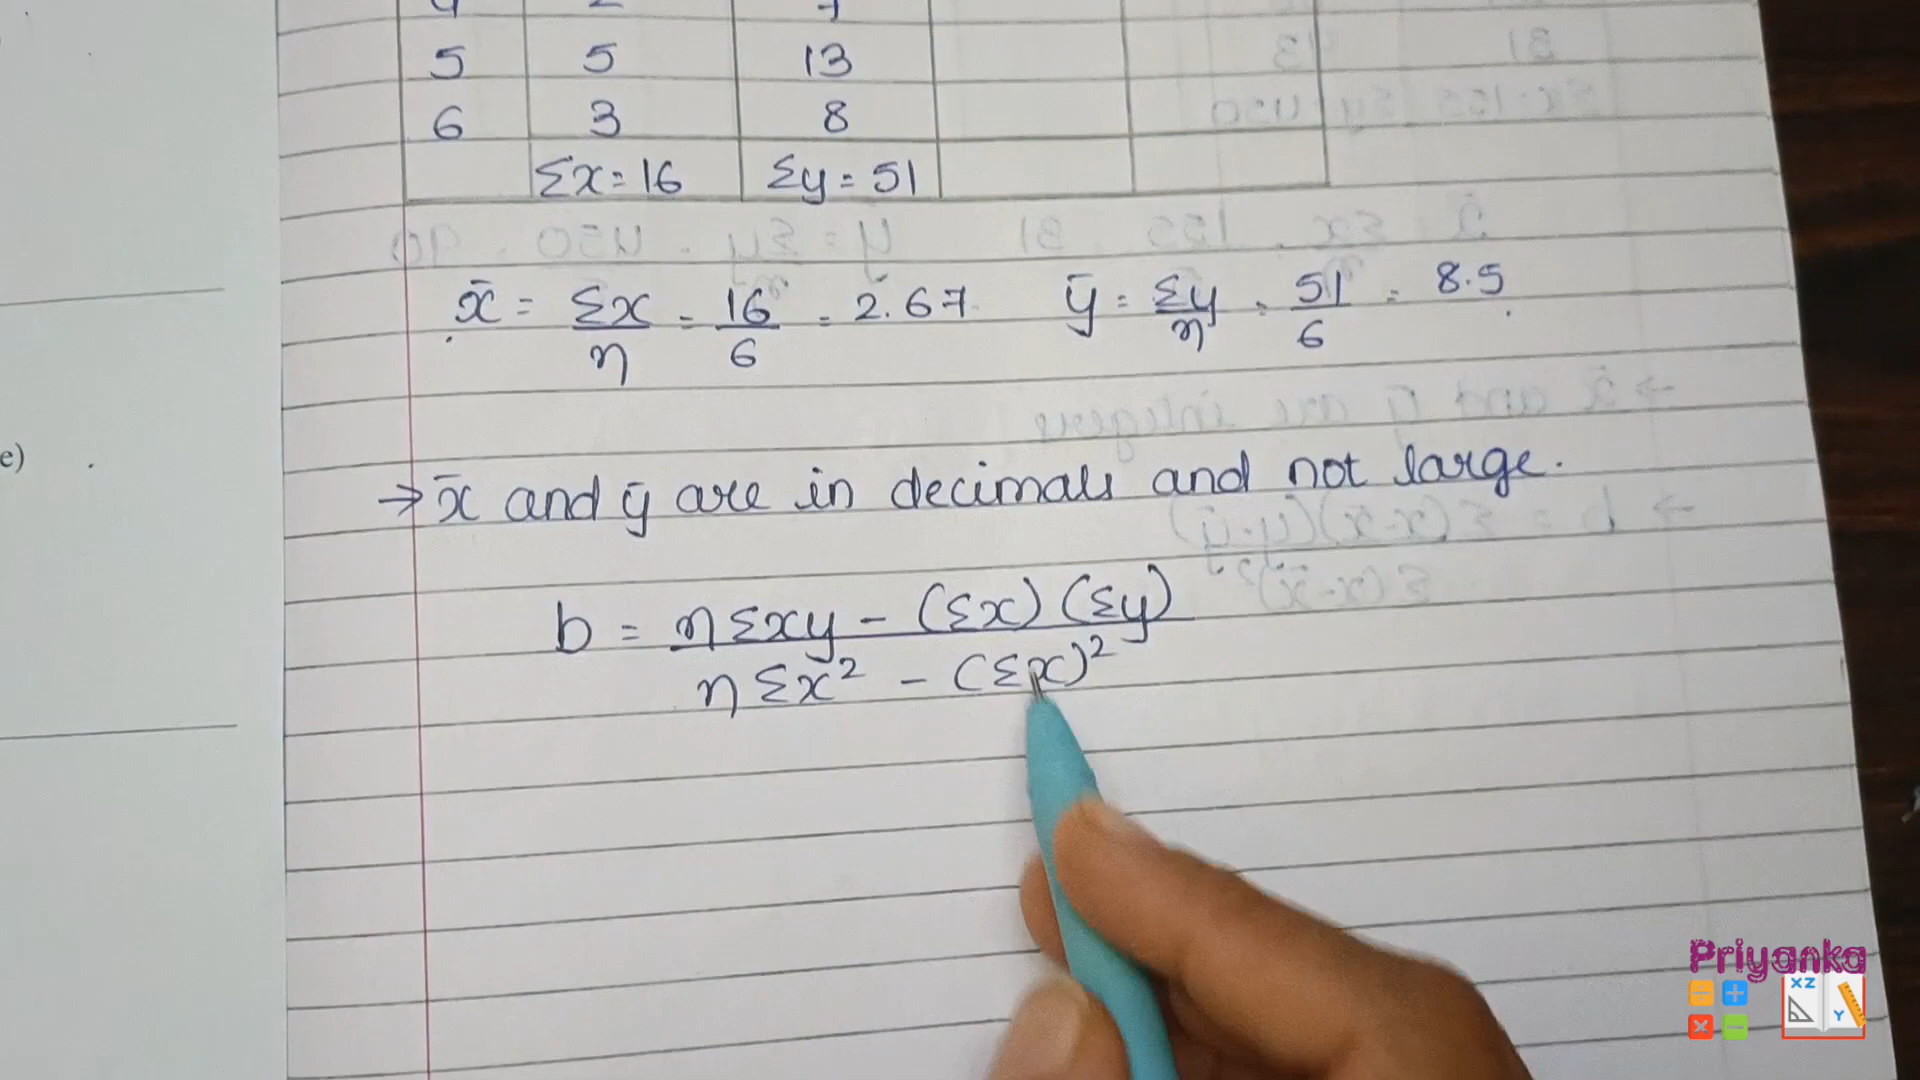 5 5 13
6 3 8
Σx = 16 Σy = 51
x̄ = Σx/n = 16/6 = 2.67 ȳ = Σy/n = 51/6 = 8.5
→ x̄ and ȳ are in decimals and not large.
b = nΣxy − (Σx)(Σy)
nΣx² − (Σx)²
e)
Priyanka
XZ
Y